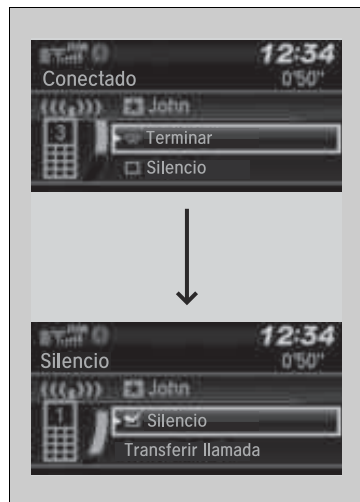 12:34
Conectado
0'50"
John
3
Terminar
Silencio
12:34
Silencio
0'50"
John
1
Silencio
Transferir llamada